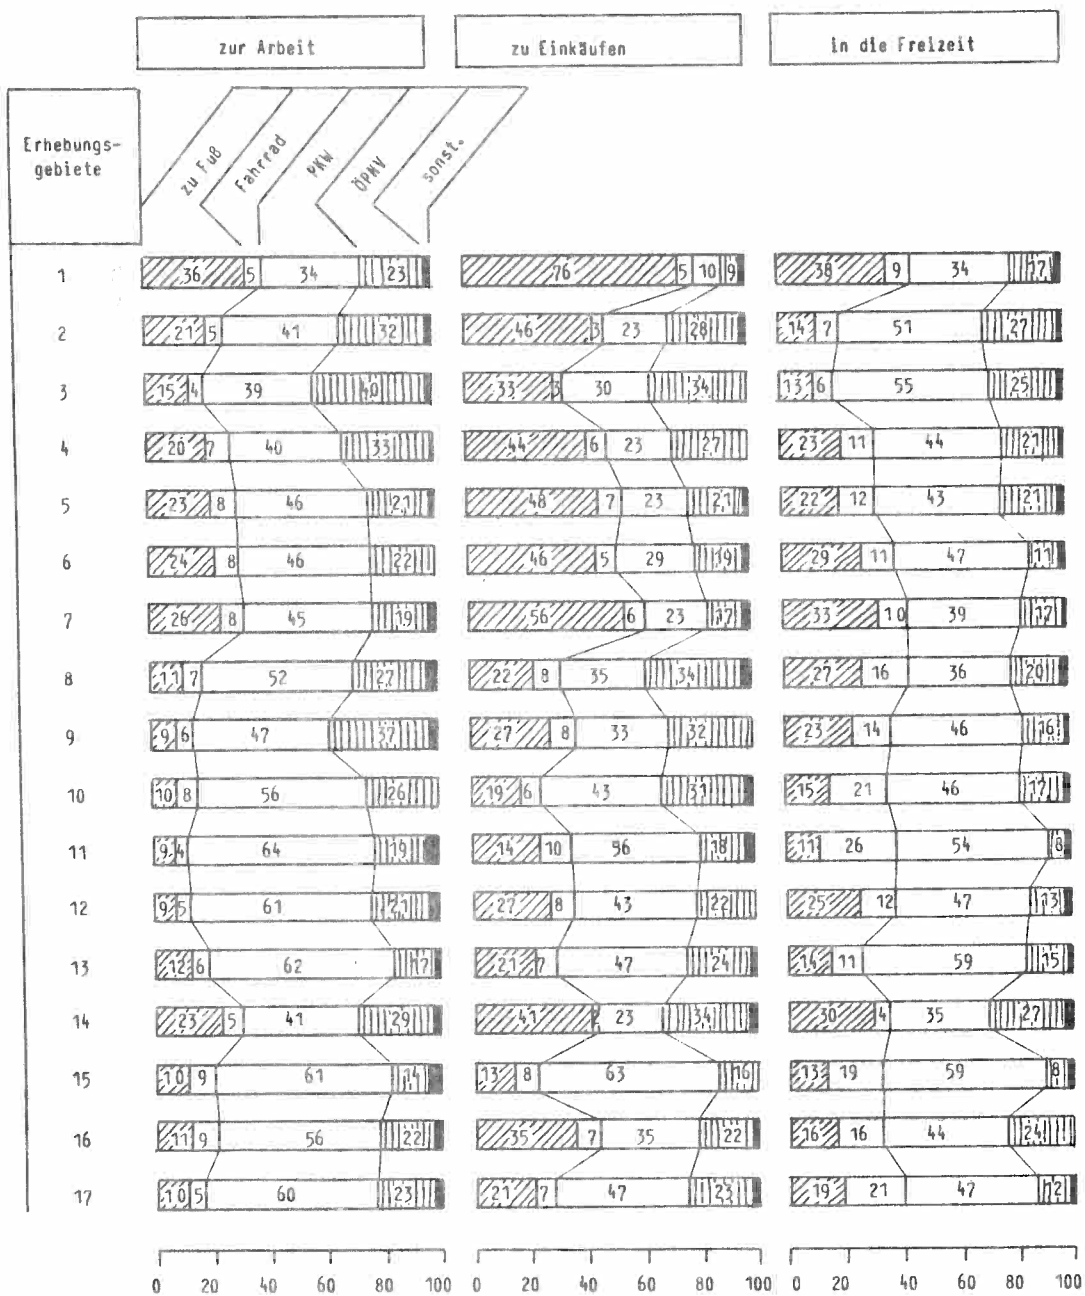 zur Arbeit zu Einkäufen in die Freizeit
Erhebungs-
gebiete
zu Fuß Fahrrad PKW ÖPNV sonst.
1 36 5 34 23 76 5 10 9 38 9 34 17
2 21 5 41 32 46 3 23 28 14 7 51 27
3 15 4 39 40 33 3 30 34 13 6 55 25
4 20 7 40 33 44 6 23 27 23 11 44 21
5 23 8 46 21 48 7 23 21 22 12 43 21
6 24 8 46 22 46 5 29 19 29 11 47 11
7 26 8 45 19 56 6 23 17 33 10 39 17
8 11 7 52 27 22 8 35 34 27 16 36 20
9 9 6 47 37 27 8 33 32 23 14 46 16
10 10 8 56 26 19 6 43 31 15 21 46 17
11 9 4 64 19 14 10 96 18 11 26 54 8
12 9 5 61 21 27 8 43 22 25 12 47 13
13 12 6 62 17 21 7 47 24 14 11 59 15
14 23 5 41 29 41 2 23 34 30 4 35 27
15 10 9 61 14 13 8 63 16 13 19 59 8
16 11 9 56 22 35 7 35 22 16 16 44 24
17 10 5 60 23 21 7 47 23 19 21 47 12
0 20 40 60 80 100 0 20 40 60 80 100 0 20 40 60 80 100